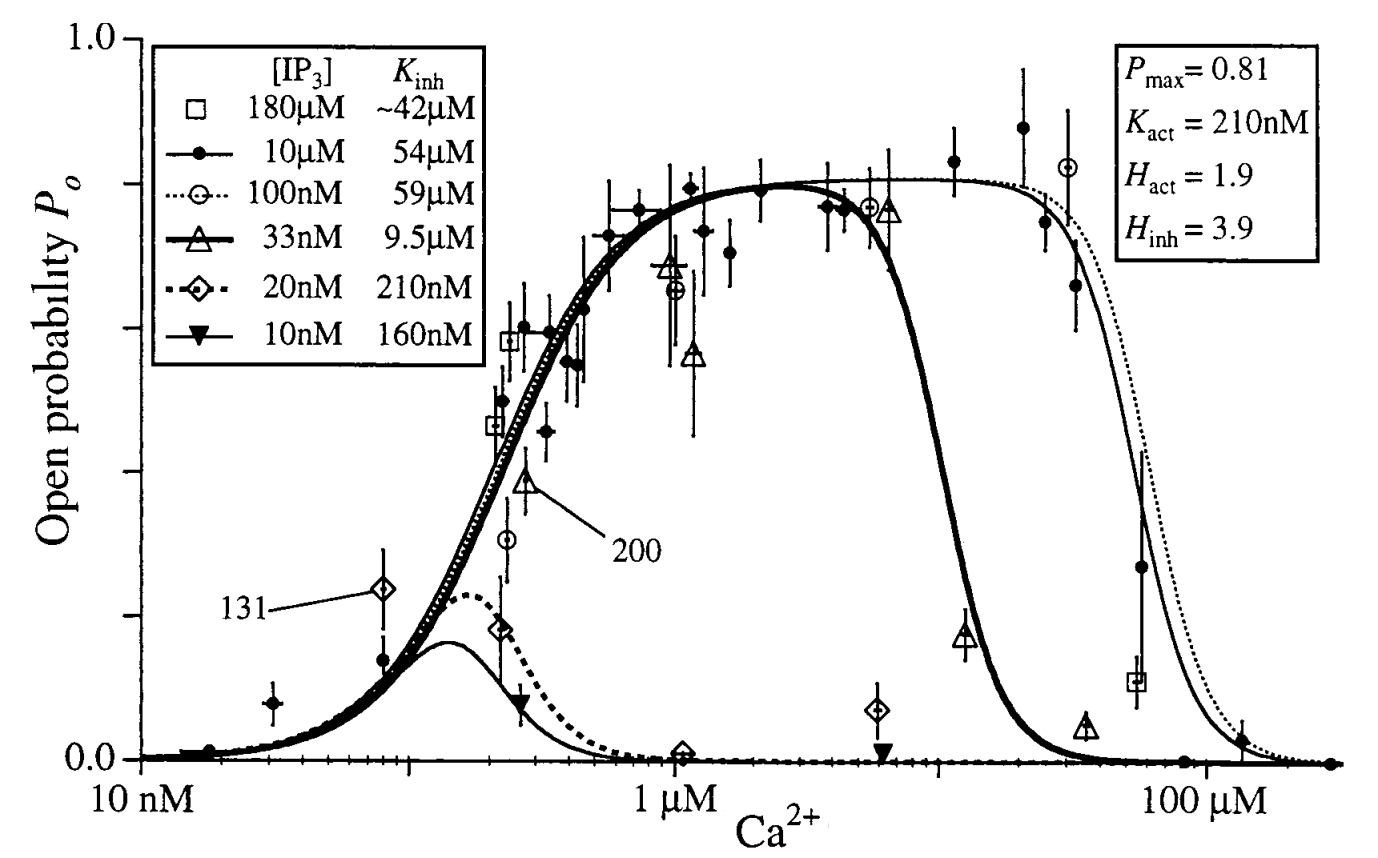 1.0
[IP3] Kinh
180µM ~42µM
10µM 54µM
100nM 59µM
33nM 9.5µM
20nM 210nM
10nM 160nM
Pmax= 0.81
Kact = 210nM
Hact = 1.9
Hinh = 3.9
Open probability Po
200
131
0.0
10 nM 1 µM 100 µM
Ca2+